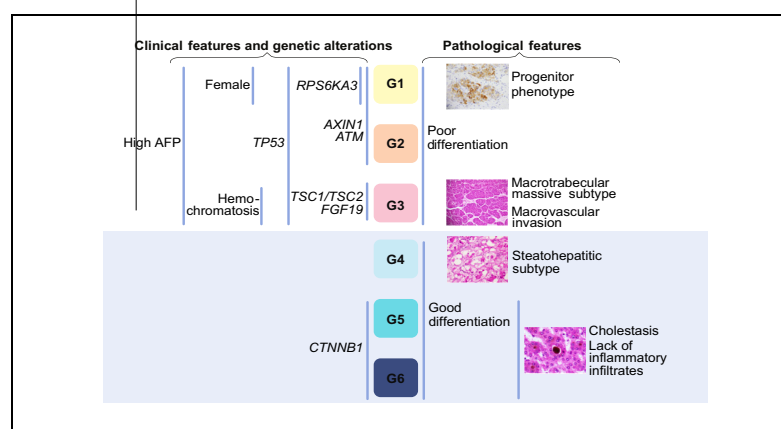 Clinical features and genetic alterations
Pathological features
Female
RPS6KA3
G1
Progenitor
phenotype
High AFP
TP53
AXIN1
ATM
G2
Poor
differentiation
Hemo-
chromatosis
TSC1/TSC2
FGF19
G3
Macrotrabecular
massive subtype
Macrovascular
invasion
G4
Steatohepatitic
subtype
CTNNB1
G5
Good
differentiation
G6
Cholestasis
Lack of
inflammatory
infiltrates